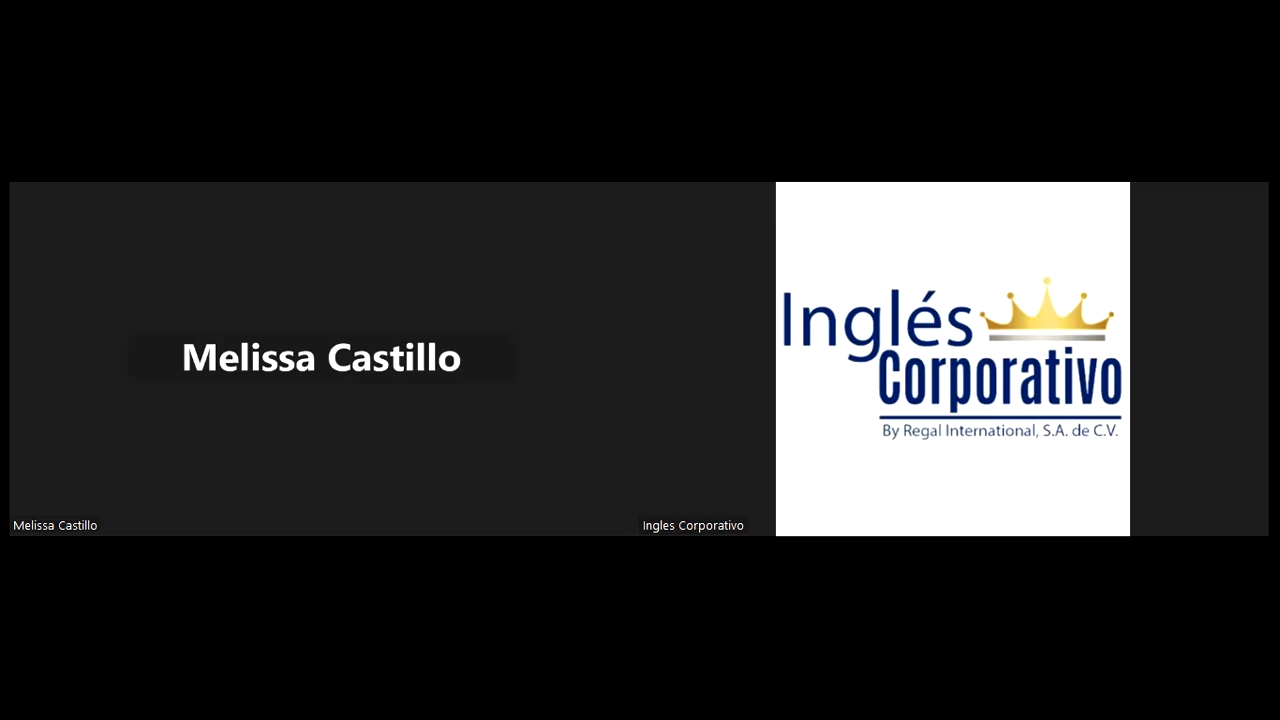 Melissa Castillo
Melissa Castillo
Inglés
Corporativo
By Regal International, S.A. de C.V.
Ingles Corporativo